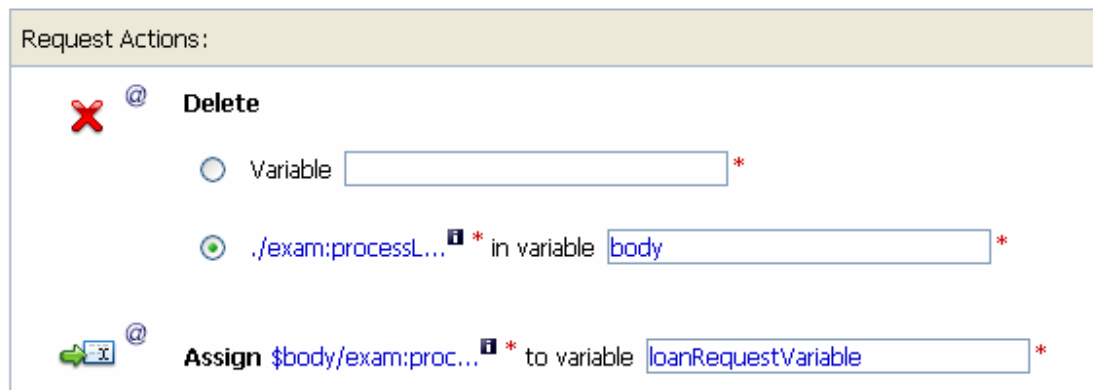 Request Actions:
@ Delete
Variable *
./exam:processL... i * in variable body *
@ Assign $body/exam:proc... i * to variable loanRequestVariable *